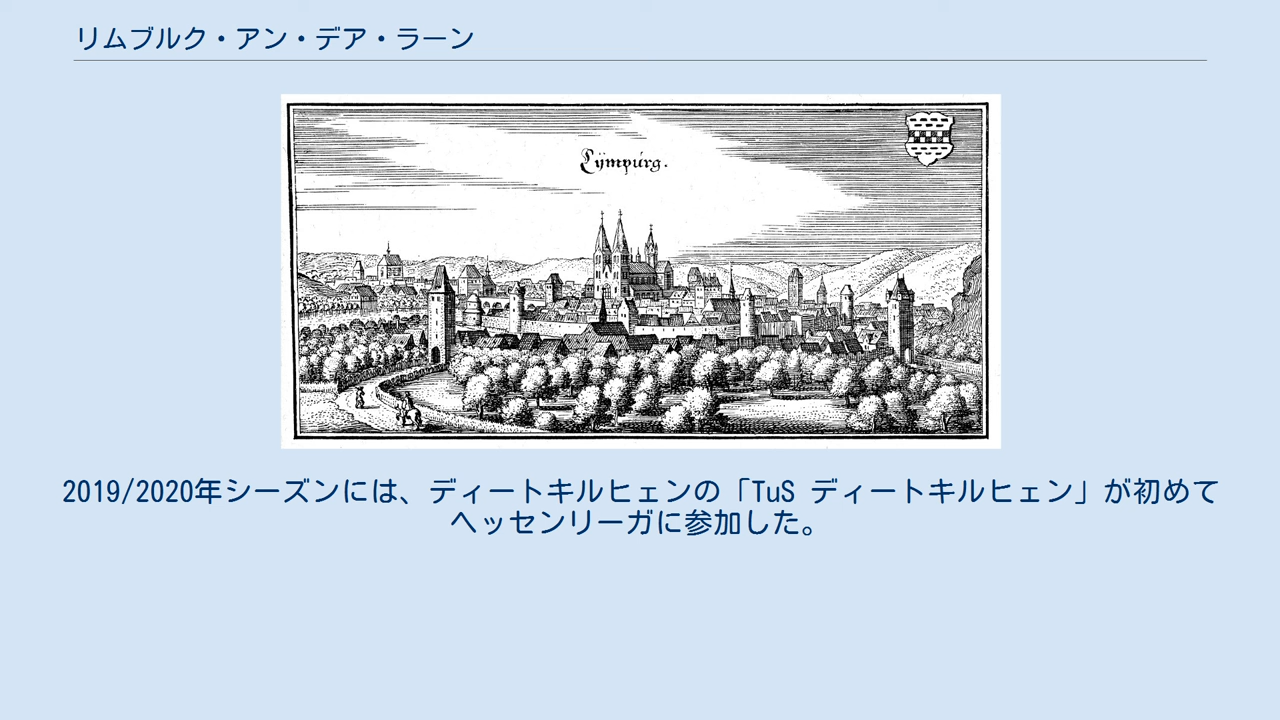 リムブルク・アン・デア・ラーン
Lÿmpúrg.
2019/2020年シーズンには、ディートキルヒェンの「TuS ディートキルヒェン」が初めて
ヘッセンリーガに参加した。